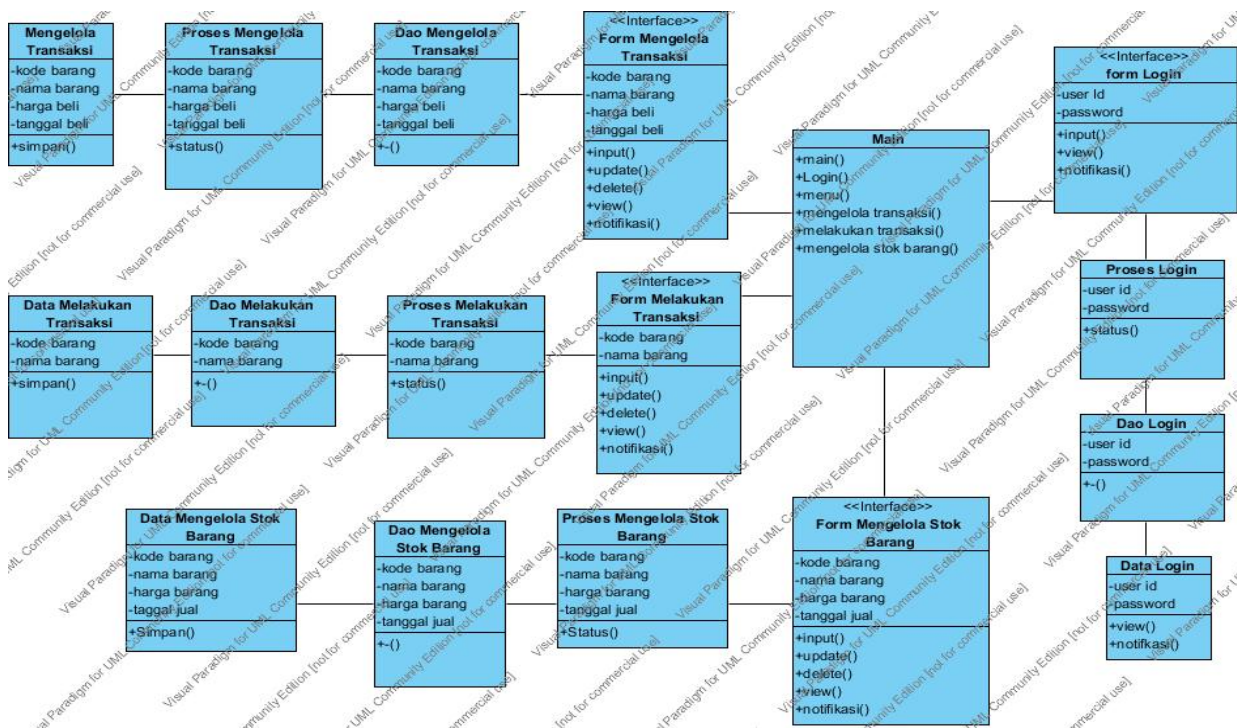 Mengelola
Transaksi
-kode barang
-nama barang
-harga beli
-tanggal beli
+simpan()
Proses Mengelola
Transaksi
-kode barang
-nama barang
-harga beli
-tanggal beli
+status()
Dao Mengelola
Transaksi
-kode barang
-nama barang
-harga beli
-tanggal beli
+-()
<<Interface>>
Form Mengelola
Transaksi
-kode barang
-nama barang
-harga beli
-tanggal beli
+input()
+update()
+delete()
+view()
+notifikasi()
Main
+main()
+Login()
+menu()
+mengelola transaksi()
+melakukan transaksi()
+mengelola stok barang()
<<Interface>>
form Login
-user Id
-password
+input()
+view()
+notifikasi()
Proses Login
-user id
-password
+status()
Dao Login
-user id
-password
+-()
Data Login
-user id
-password
+view()
+notifkasi()
Data Melakukan
Transaksi
-kode barang
-nama barang
+simpan()
Dao Melakukan
Transaksi
-kode barang
-nama barang
+-()
Proses Melakukan
Transaksi
-kode barang
-nama barang
+status()
<<Interface>>
Form Melakukan
Transaksi
-kode barang
-nama barang
+input()
+update()
+delete()
+view()
+notifikasi()
Data Mengelola Stok
Barang
-kode barang
-nama barang
-harga barang
-taggal jual
+Simpan()
Dao Mengelola
Stok Barang
-kode barang
-nama barang
-harga barang
-tanggal jual
+-()
Proses Mengelola Stok
Barang
-kode barang
-nama barang
-harga barang
-tanggal jual
+Status()
<<Interface>>
Form Mengelola Stok
Barang
-kode barang
-nama barang
-harga barang
-tanggal jual
+input()
+update()
+delete()
+view()
+notifikasi()
Visual Paradigm for UML Community Edition [not for commercial use]